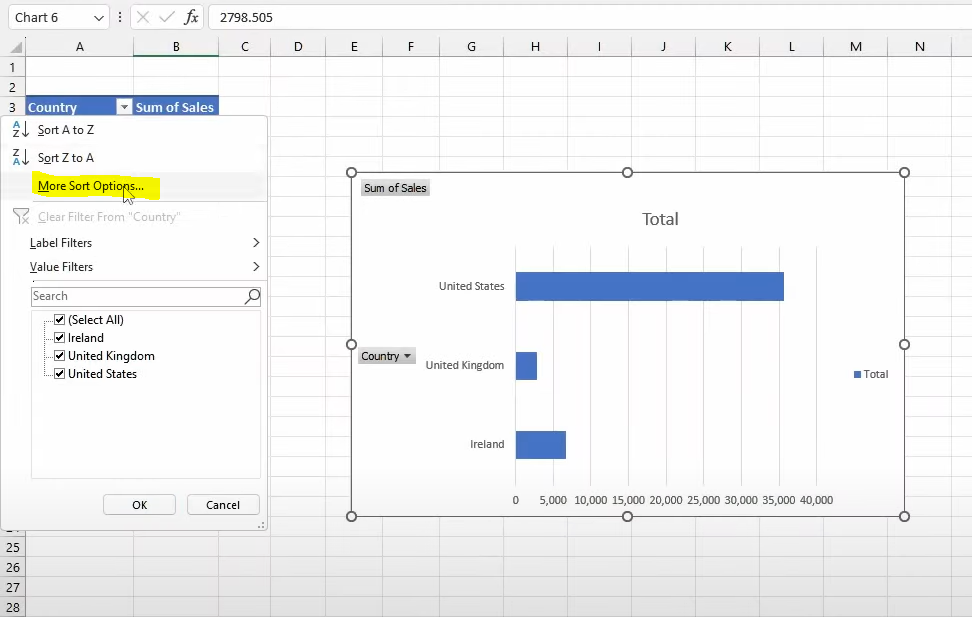 Chart 6
fx
2798.505
A B C D E F G H I J K L M N
1
2
3 Country Sum of Sales
Sort A to Z
Sort Z to A
More Sort Options...
Clear Filter From "Country"
Label Filters
Value Filters
Search
(Select All)
Ireland
United Kingdom
United States
OK Cancel
25
26
27
28
Sum of Sales
Total
United States
Country
United Kingdom
Total
Ireland
0 5,000 10,000 15,000 20,000 25,000 30,000 35,000 40,000